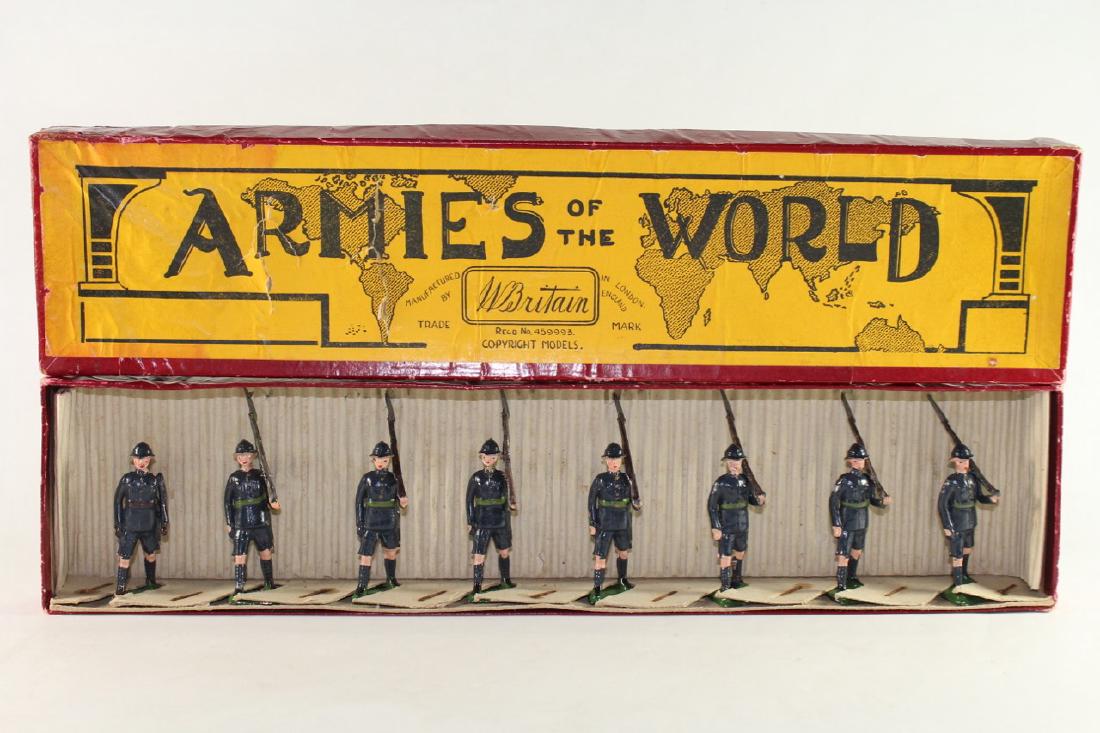 ARMIES OF THE WORLD
MANUFACTURED BY
W Britain
IN LONDON ENGLAND
TRADE MARK
REGD No. 459993.
COPYRIGHT MODELS.